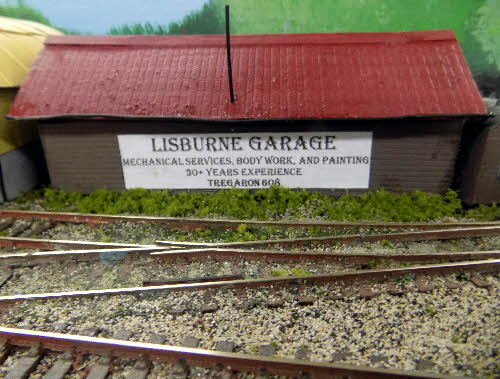 LISBURNE GARAGE
MECHANICAL SERVICES, BODY WORK, AND PAINTING
30+ YEARS EXPERIENCE
TREGARON 608